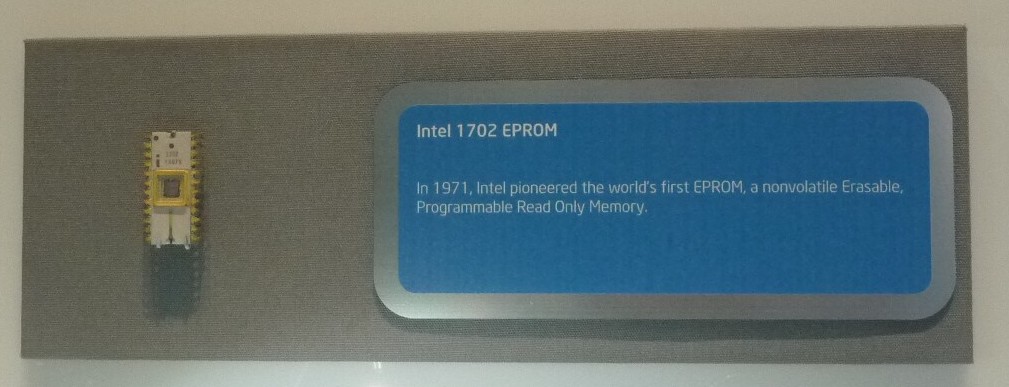 Intel 1702 EPROM
In 1971, Intel pioneered the world's first EPROM, a nonvolatile Erasable,
Programmable Read Only Memory.